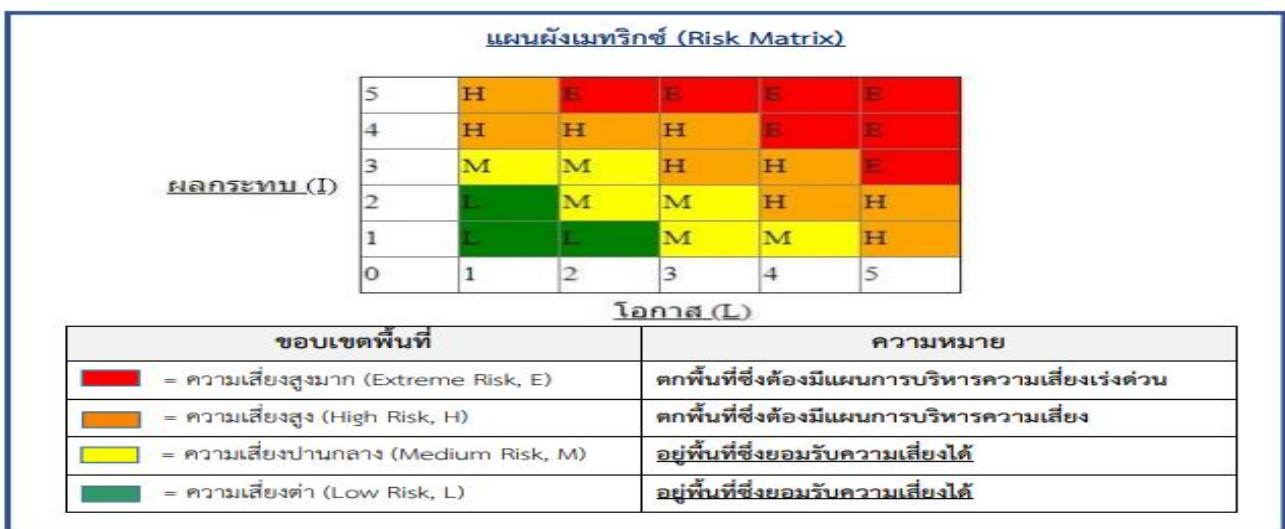 แผนผังเมทริกซ์ (Risk Matrix)
5 H E E E E
4 H H H E E
3 M M H H E
ผลกระทบ (I)
2 L M M H H
1 L L M M H
0 1 2 3 4 5
โอกาส (L)
ขอบเขตพื้นที่ ความหมาย
= ความเสี่ยงสูงมาก (Extreme Risk, E) ตกพื้นที่ซึ่งต้องมีแผนการบริหารความเสี่ยงเร่งด่วน
= ความเสี่ยงสูง (High Risk, H) ตกพื้นที่ซึ่งต้องมีแผนการบริหารความเสี่ยง
= ความเสี่ยงปานกลาง (Medium Risk, M) อยู่พื้นที่ซึ่งยอมรับความเสี่ยงได้
= ความเสี่ยงต่ำ (Low Risk, L) อยู่พื้นที่ซึ่งยอมรับความเสี่ยงได้